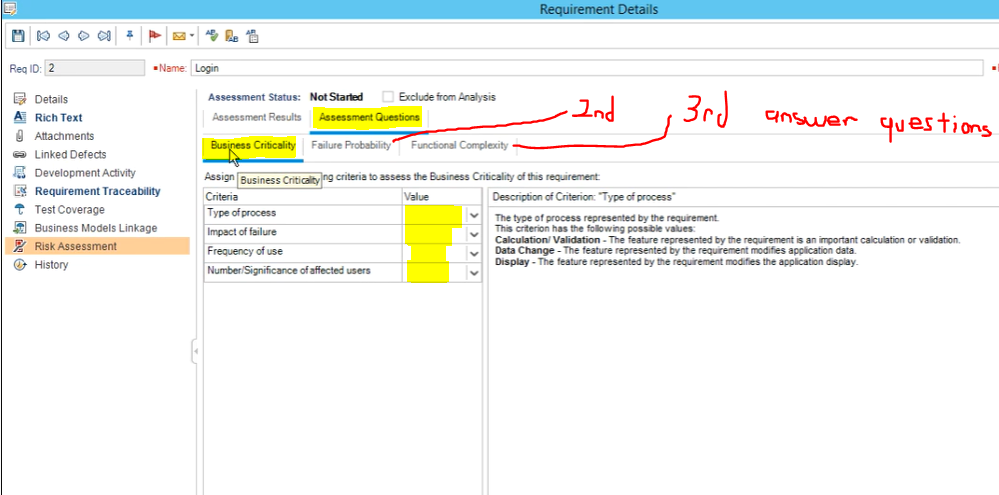 Requirement Details
Req ID: 2 Name: Login
Details
Rich Text
Attachments
Linked Defects
Development Activity
Requirement Traceability
Test Coverage
Business Models Linkage
Risk Assessment
History
Assessment Status: Not Started Exclude from Analysis
Assessment Results Assessment Questions
Business Criticality Failure Probability Functional Complexity
2nd
3rd answer questions
Assign ing criteria to assess the Business Criticality of this requirement:
Business Criticality
Criteria Value
Type of process
Impact of failure
Frequency of use
Number/Significance of affected users
Description of Criterion: "Type of process"
The type of process represented by the requirement.
This criterion has the following possible values:
Calculation/ Validation - The feature represented by the requirement is an important calculation or validation.
Data Change - The feature represented by the requirement modifies application data.
Display - The feature represented by the requirement modifies the application display.